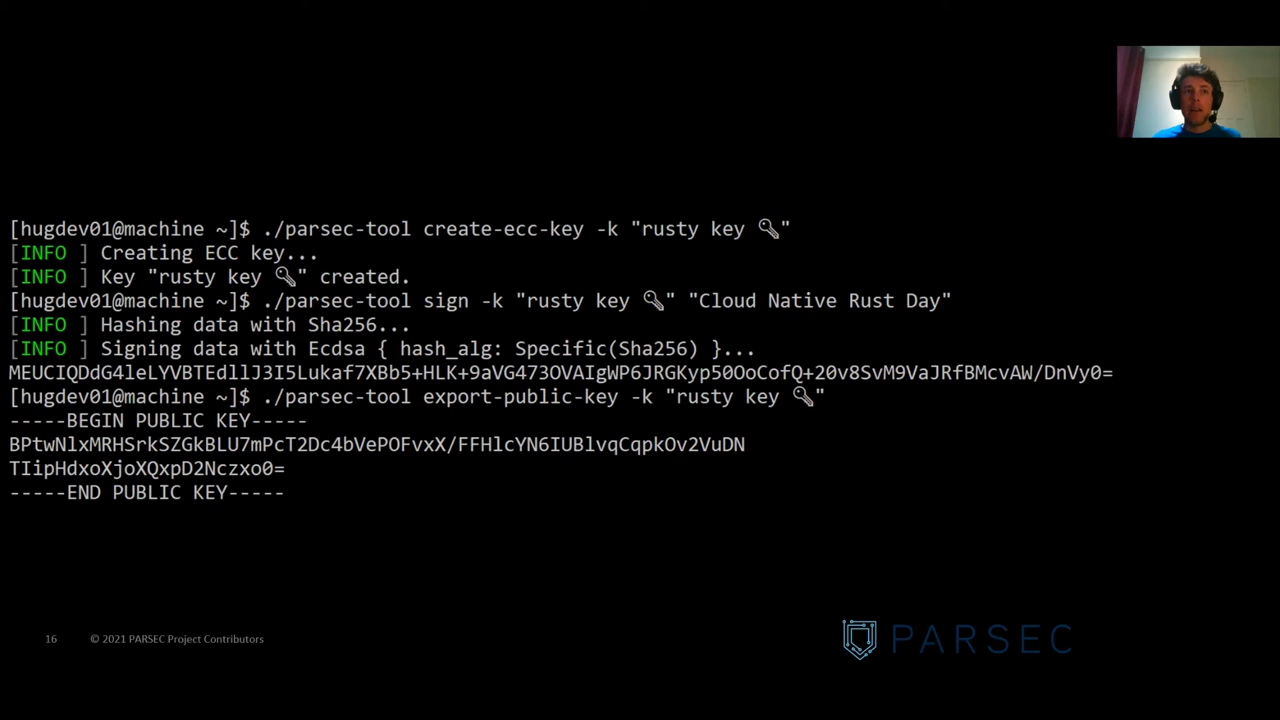 [hugdev01@machine ~]$ ./parsec-tool create-ecc-key -k "rusty key 🗝"
[INFO ] Creating ECC key...
[INFO ] Key "rusty key 🗝" created.
[hugdev01@machine ~]$ ./parsec-tool sign -k "rusty key 🗝" "Cloud Native Rust Day"
[INFO ] Hashing data with Sha256...
[INFO ] Signing data with Ecdsa { hash_alg: Specific(Sha256) }...
MEUCIQDdG4leLYVBTEdllJ3I5Lukaf7XBb5+HLK+9aVG473OVAIgWP6JRGKyp50OoCofQ+20v8SvM9VaJRfBMcvAW/DnVy0=
[hugdev01@machine ~]$ ./parsec-tool export-public-key -k "rusty key 🗝"
-----BEGIN PUBLIC KEY-----
BPtwNlxMRHSrkSZGkBLU7mPcT2Dc4bVePOFvxX/FFHlcYN6IUBlvqCqpkOv2VuDN
TIipHdxoXjoXQxpD2Nczxo0=
-----END PUBLIC KEY-----
16 © 2021 PARSEC Project Contributors
PARSEC